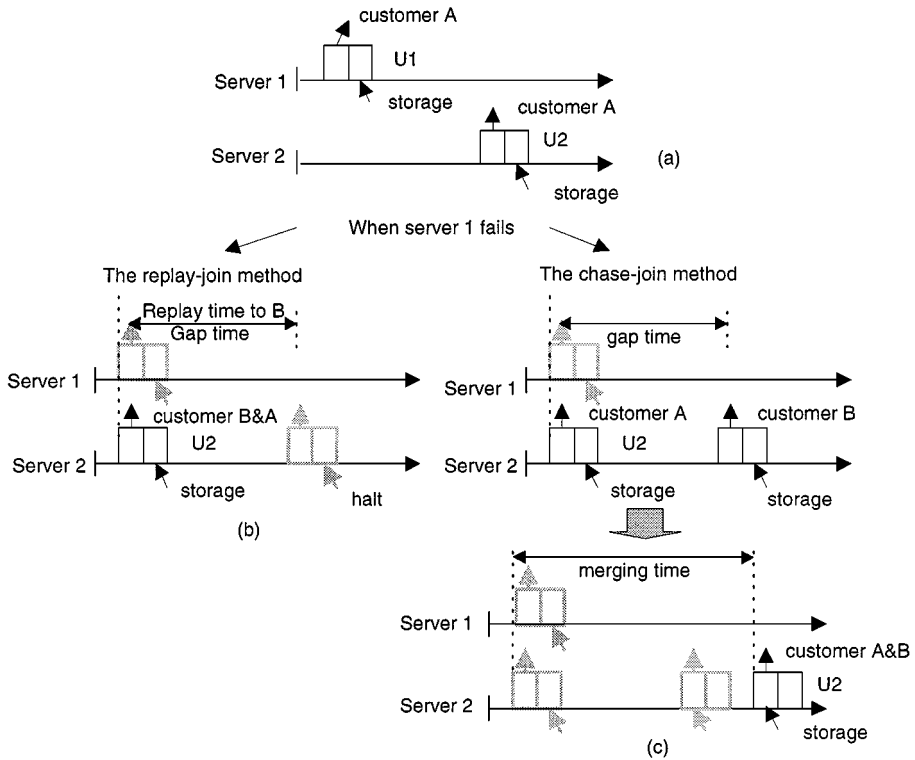 customer A
U1
Server 1
storage
customer A
U2
Server 2
(a)
storage
When server 1 fails
The replay-join method
Replay time to B
Gap time
Server 1
customer B&A
U2
Server 2
storage
halt
(b)
The chase-join method
gap time
Server 1
customer A
customer B
U2
Server 2
storage
storage
merging time
Server 1
customer A&B
U2
Server 2
storage
(c)